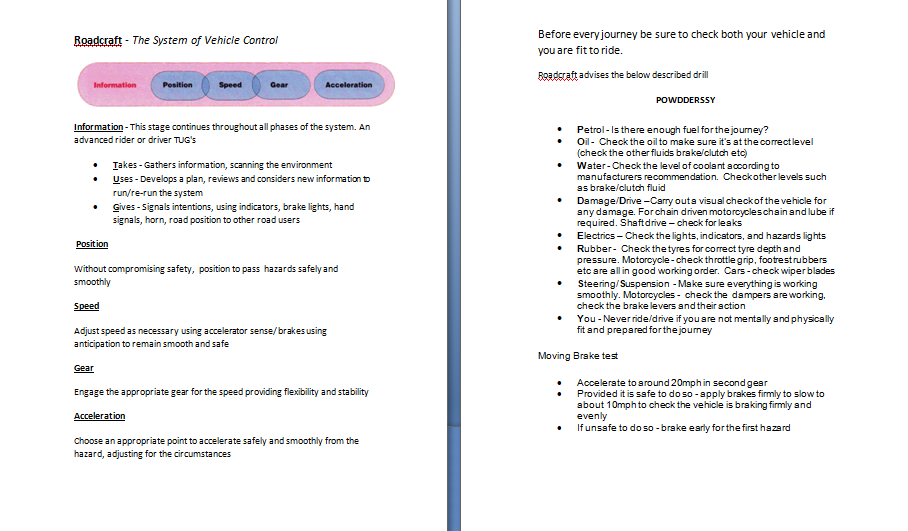 Roadcraft - The System of Vehicle Control
Information Position Speed Gear Acceleration
Information - This stage continues throughout all phases of the system. An
advanced rider or driver TUG's
• Takes - Gathers information, scanning the environment
• Uses - Develops a plan, reviews and considers new information to
run/re-run the system
• Gives - Signals intentions, using indicators, brake lights, hand
signals, horn, road position to other road users
Position
Without compromising safety, position to pass hazards safely and
smoothly
Speed
Adjust speed as necessary using accelerator sense/ brakes using
anticipation to remain smooth and safe
Gear
Engage the appropriate gear for the speed providing flexibility and stability
Acceleration
Choose an appropriate point to accelerate safely and smoothly from the
hazard, adjusting for the circumstances
Before every journey be sure to check both your vehicle and
you are fit to ride.
Roadcraft advises the below described drill
POWDDERSSY
• Petrol - Is there enough fuel for the journey?
• Oil - Check the oil to make sure it's at the correct level
(check the other fluids brake/clutch etc)
• Water - Check the level of coolant according to
manufacturers recommendation. Check other levels such
as brake/clutch fluid
• Damage/Drive – Carry out a visual check of the vehicle for
any damage. For chain driven motorcycles chain and lube if
required. Shaft drive – check for leaks
• Electrics – Check the lights, indicators, and hazards lights
• Rubber - Check the tyres for correct tyre depth and
pressure. Motorcycle - check throttle grip, footrest rubbers
etc are all in good working order. Cars - check wiper blades
• Steering/Suspension - Make sure everything is working
smoothly. Motorcycles - check the dampers are working,
check the brake levers and their action
• You - Never ride/drive if you are not mentally and physically
fit and prepared for the journey
Moving Brake test
• Accelerate to around 20mph in second gear
• Provided it is safe to do so - apply brakes firmly to slow to
about 10mph to check the vehicle is braking firmly and
evenly
• If unsafe to do so - brake early for the first hazard